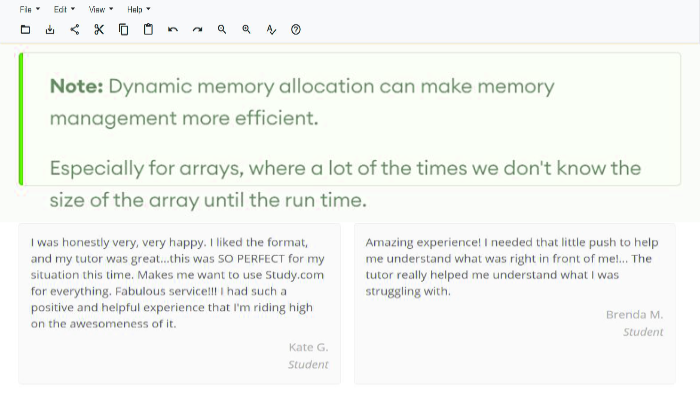 File Edit View Help
Note: Dynamic memory allocation can make memory
management more efficient.
Especially for arrays, where a lot of the times we don't know the
size of the array until the run time.
I was honestly very, very happy. I liked the format,
and my tutor was great...this was SO PERFECT for my
situation this time. Makes me want to use Study.com
for everything. Fabulous service!!! I had such a
positive and helpful experience that I'm riding high
on the awesomeness of it.
Kate G.
Student
Amazing experience! I needed that little push to help
me understand what was right in front of me!... The
tutor really helped me understand what I was
struggling with.
Brenda M.
Student